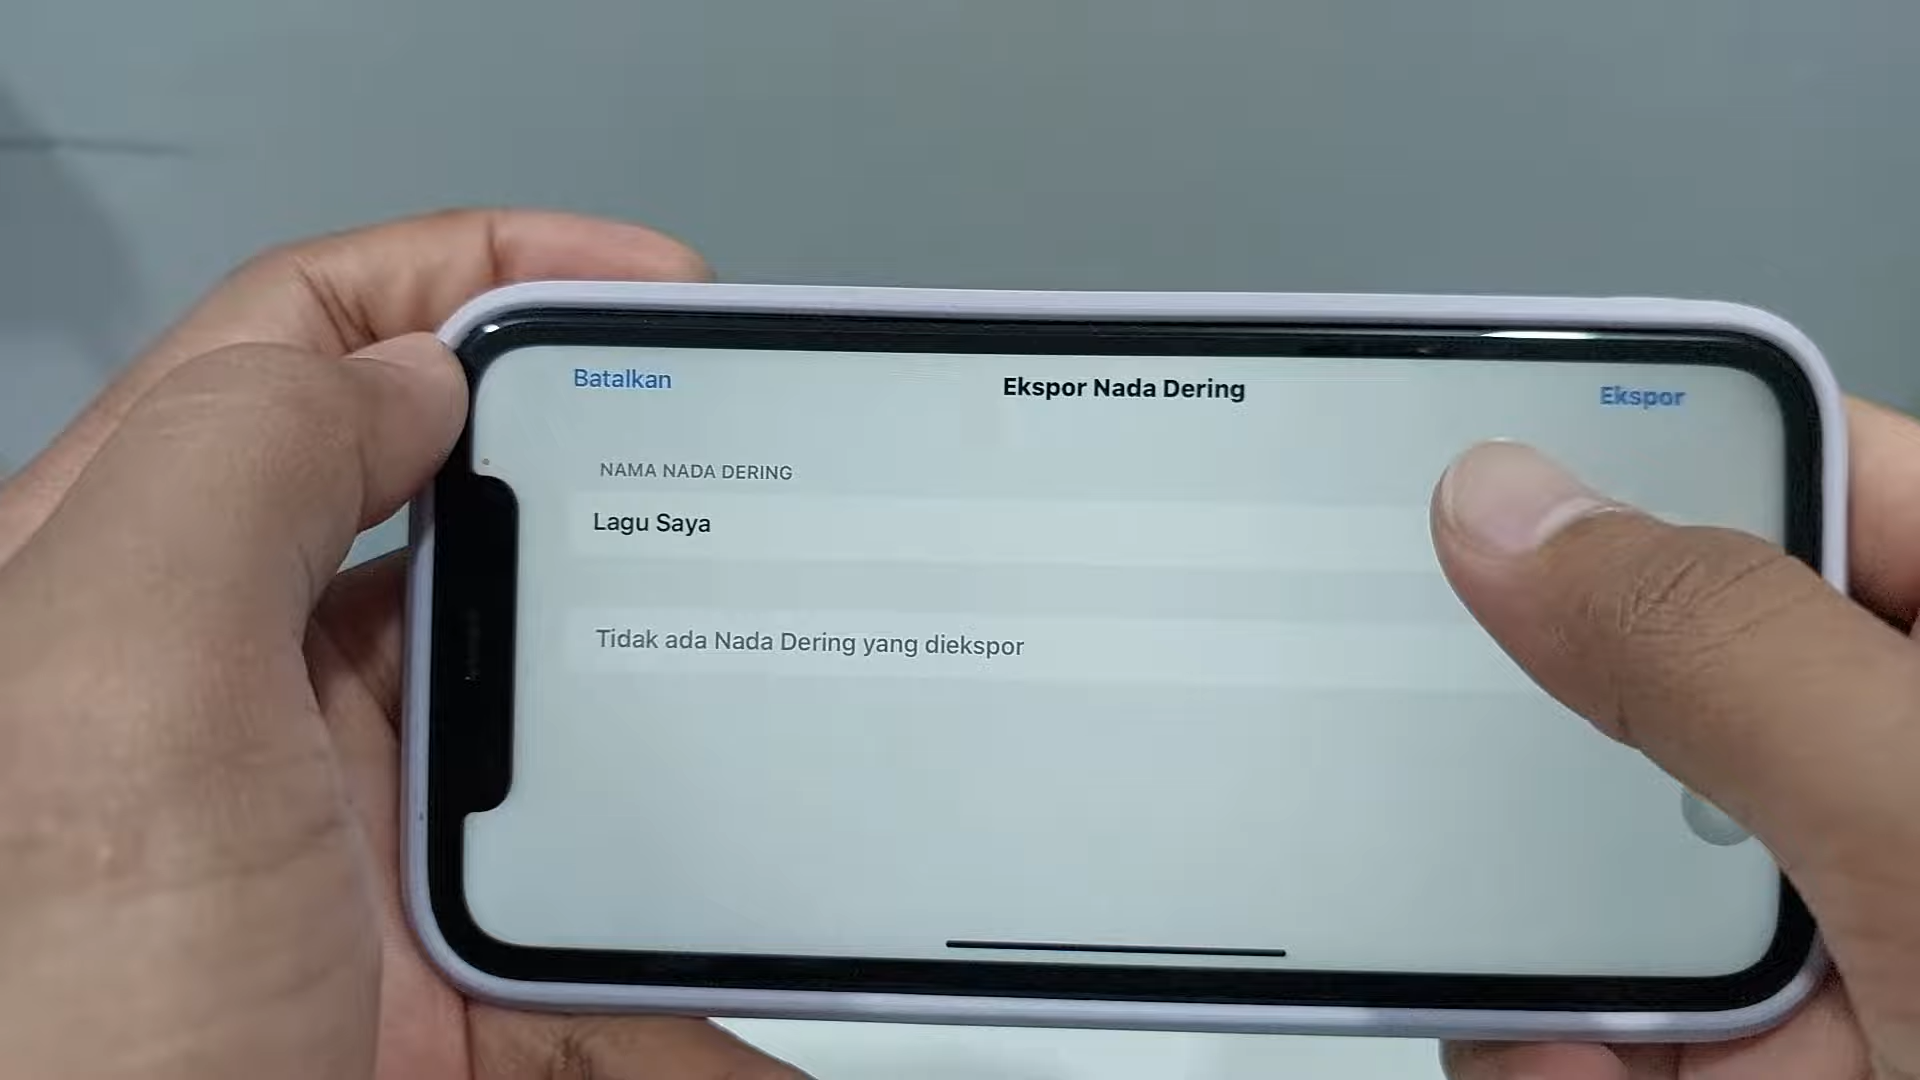 Batalkan
Ekspor Nada Dering
Ekspor
NAMA NADA DERING
Lagu Saya
Tidak ada Nada Dering yang diekspor